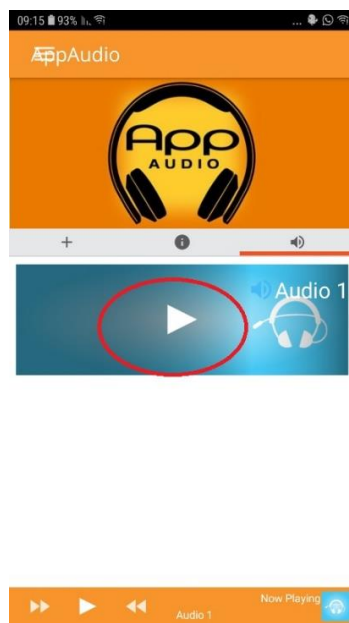 09:15 93% ...
AppAudio
App
AUDIO
Audio 1
Now Playing
Audio 1